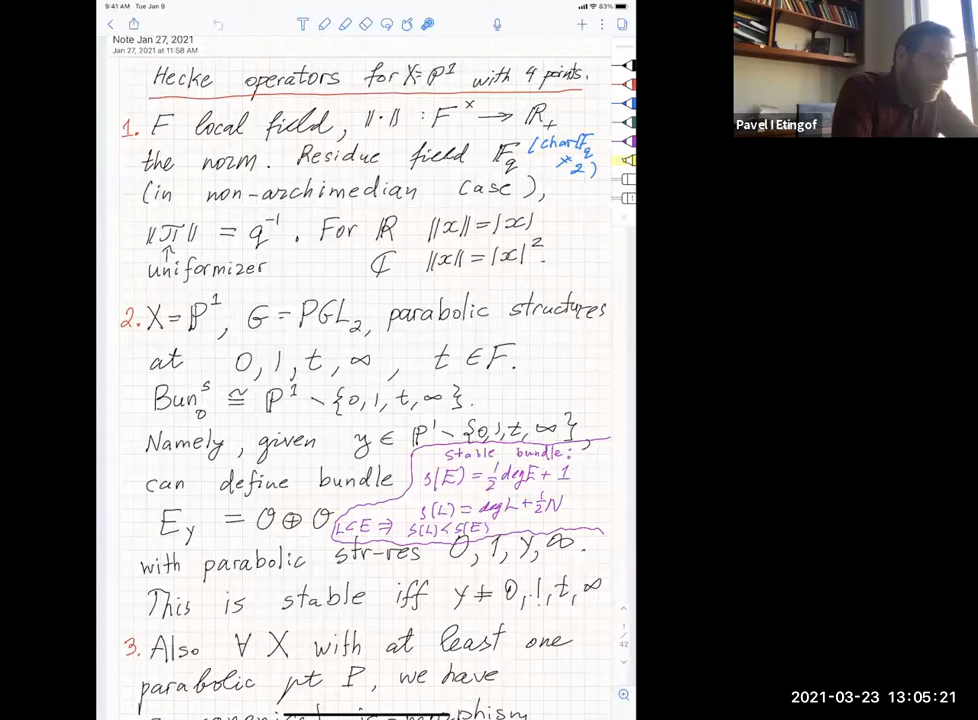 9:41 AM Tue Jan 9
83%
Note Jan 27, 2021
Jan 27, 2021 at 11:58 AM
Hecke operators for X=ℙ¹ with 4 points.
1. F local field, ‖·‖ : F^× → ℝ₊
the norm. Residue field 𝔽_q (char 𝔽_q ≠ 2)
(in non-archimedian case),
‖π‖ = q⁻¹. For ℝ ‖x‖=|x|
uniformizer ℂ ‖x‖=|x|².
2. X=ℙ¹, G = PGL₂, parabolic structures
at 0, 1, t, ∞, t ∈ F.
Bun₀ˢ ≅ ℙ¹ \ {0, 1, t, ∞}.
Namely, given y ∈ ℙ¹ \ {0, 1, t, ∞},
stable bundle:
can define bundle s(E) = ½ deg E + 1
s(L) = deg L + ½ N
E_y = O ⊕ O L⊂E ⇒ s(L) < s(E)
with parabolic str-res 0, 1, y, ∞.
This is stable iff y ≠ 0, 1, t, ∞
3. Also ∀ X with at least one
parabolic pt P, we have
Pavel I Etingof
1
42
2021-03-23 13:05:21